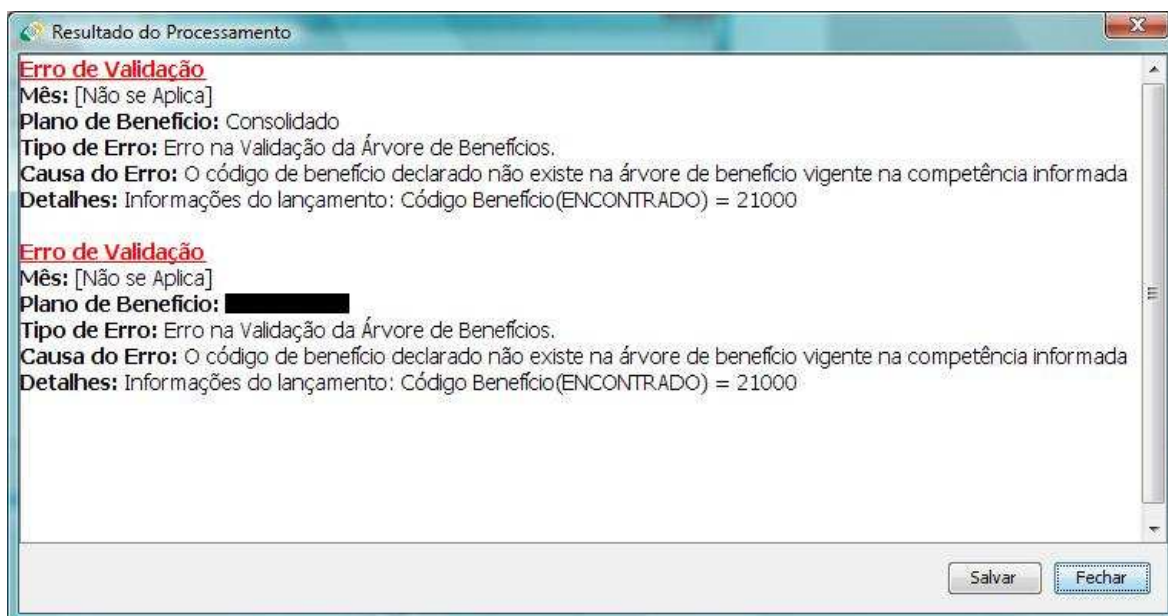 Resultado do Processamento
Erro de Validação
Mês: [Não se Aplica]
Plano de Benefício: Consolidado
Tipo de Erro: Erro na Validação da Árvore de Benefícios.
Causa do Erro: O código de benefício declarado não existe na árvore de benefício vigente na competência informada
Detalhes: Informações do lançamento: Código Benefício(ENCONTRADO) = 21000
Erro de Validação
Mês: [Não se Aplica]
Plano de Benefício:
Tipo de Erro: Erro na Validação da Árvore de Benefícios.
Causa do Erro: O código de benefício declarado não existe na árvore de benefício vigente na competência informada
Detalhes: Informações do lançamento: Código Benefício(ENCONTRADO) = 21000
Salvar
Fechar